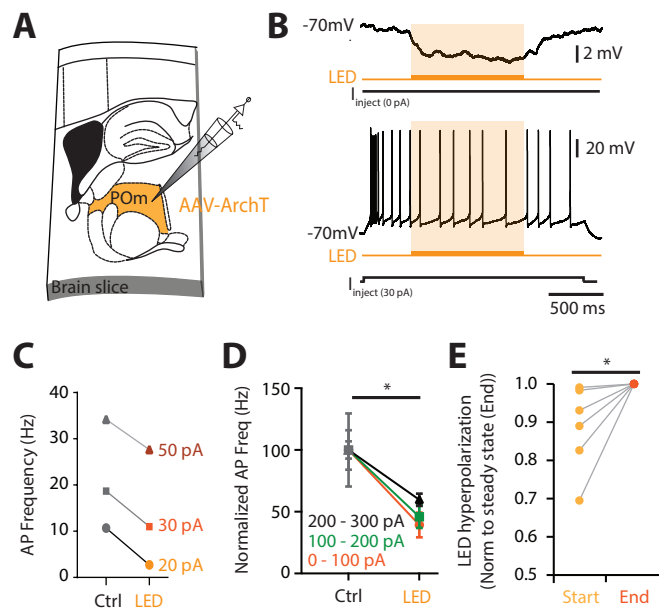 A
POm
AAV-ArchT
Brain slice
B
-70mV
2 mV
LED
I inject (0 pA)
20 mV
-70mV
LED
I inject (30 pA)
500 ms
C
AP Frequency (Hz)
40
30
20
10
0
50 pA
30 pA
20 pA
Ctrl LED
D
Normalized AP Freq (Hz)
150
100
50
0
*
200 - 300 pA
100 - 200 pA
0 - 100 pA
Ctrl LED
E
LED hyperpolarization
(Norm to steady state (End))
*
1.0
0.9
0.8
0.7
0.6
0.5
Start End